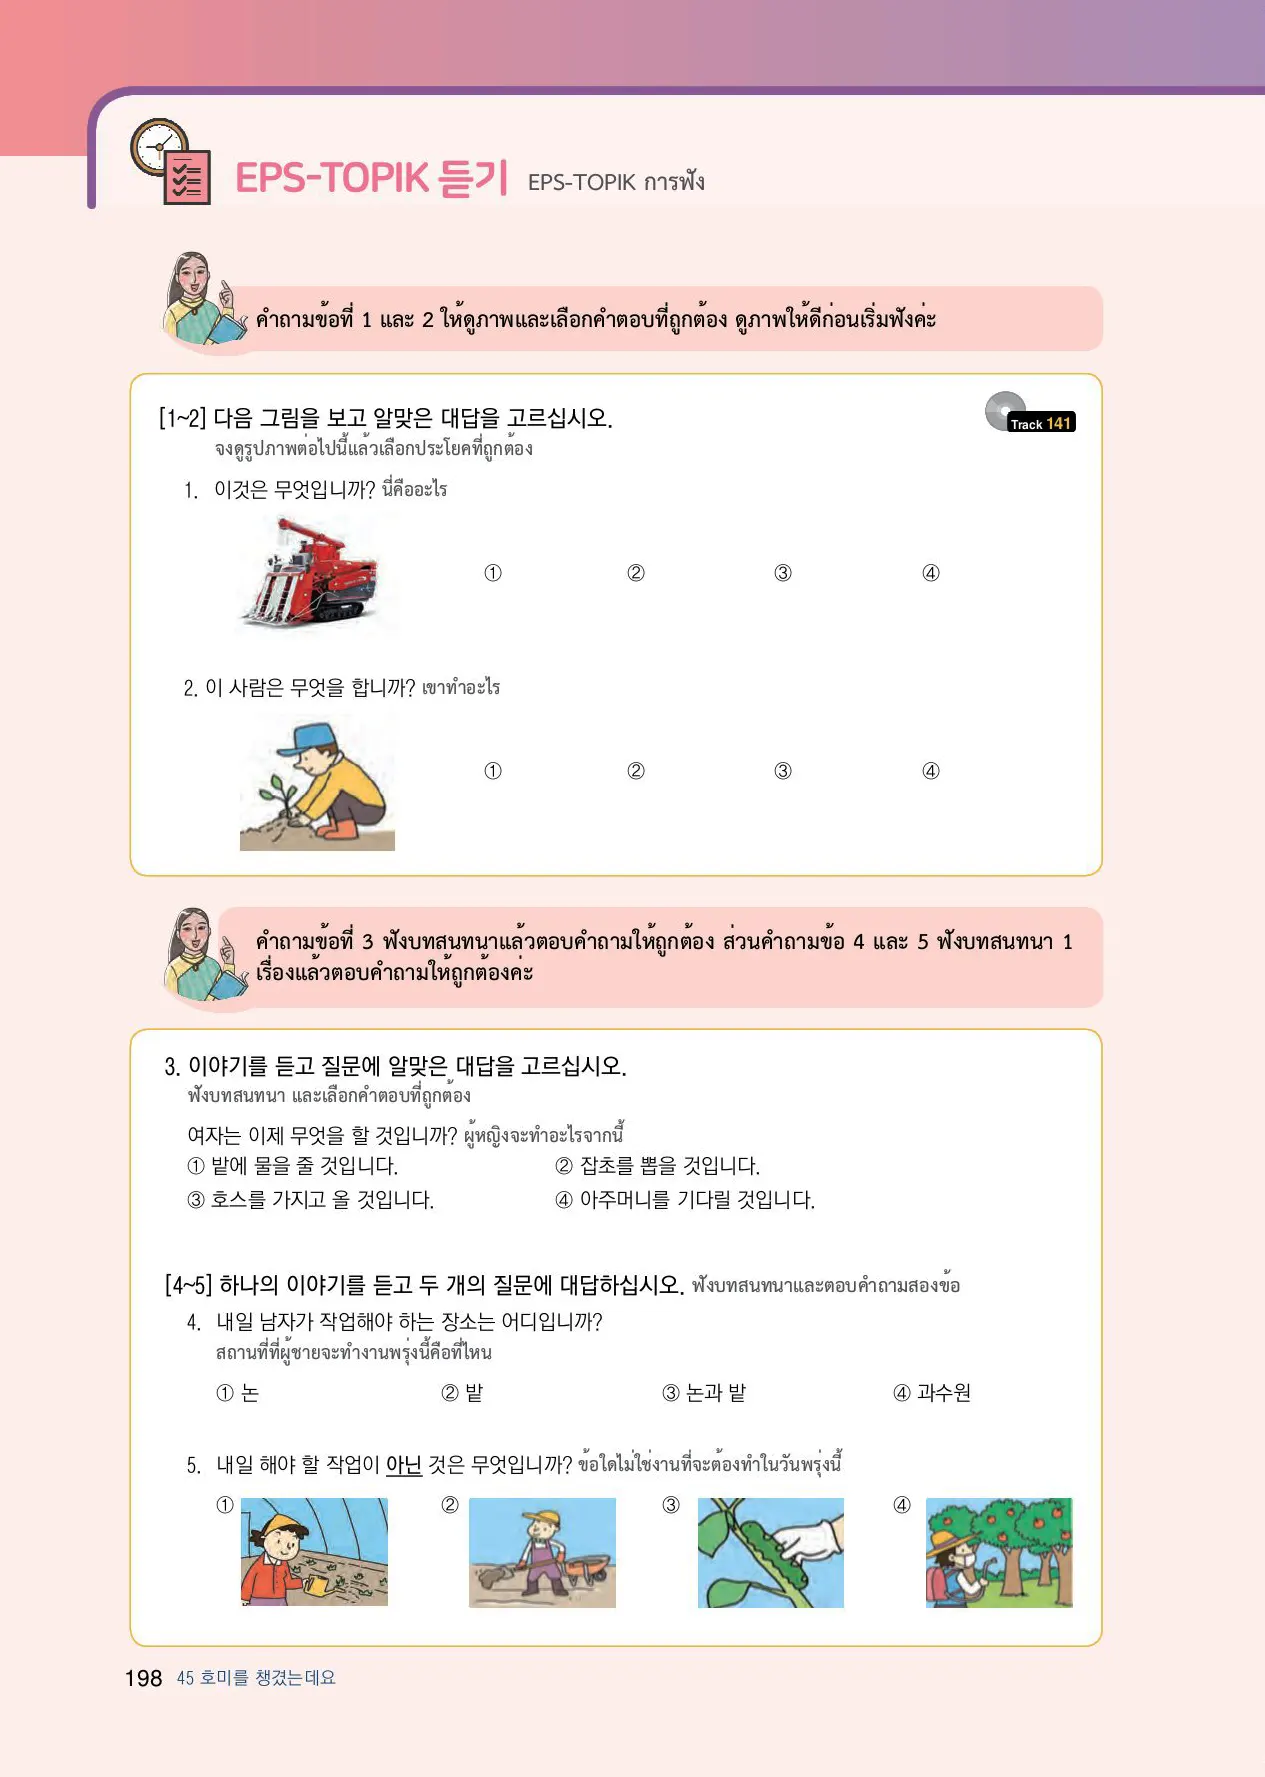 EPS-TOPIK 듣기 EPS-TOPIK การฟัง
คำถามข้อที่ 1 และ 2 ให้ดูภาพและเลือกคำตอบที่ถูกต้อง ดูภาพให้ดีก่อนเริ่มฟังค่ะ
[1~2] 다음 그림을 보고 알맞은 대답을 고르십시오.
Track 141
จงดูรูปภาพต่อไปนี้แล้วเลือกประโยคที่ถูกต้อง
1. 이것은 무엇입니까? นี่คืออะไร
① ② ③ ④
2. 이 사람은 무엇을 합니까? เขาทำอะไร
① ② ③ ④
คำถามข้อที่ 3 ฟังบทสนทนาแล้วตอบคำถามให้ถูกต้อง ส่วนคำถามข้อ 4 และ 5 ฟังบทสนทนา 1
เรื่องแล้วตอบคำถามให้ถูกต้องค่ะ
3. 이야기를 듣고 질문에 알맞은 대답을 고르십시오.
ฟังบทสนทนา และเลือกคำตอบที่ถูกต้อง
여자는 이제 무엇을 할 것입니까? ผู้หญิงจะทำอะไรจากนี้
① 밭에 물을 줄 것입니다. ② 잡초를 뽑을 것입니다.
③ 호스를 가지고 올 것입니다. ④ 아주머니를 기다릴 것입니다.
[4~5] 하나의 이야기를 듣고 두 개의 질문에 대답하십시오. ฟังบทสนทนาและตอบคำถามสองข้อ
4. 내일 남자가 작업해야 하는 장소는 어디입니까?
สถานที่ที่ผู้ชายจะทำงานพรุ่งนี้คือที่ไหน
① 논 ② 밭 ③ 논과 밭 ④ 과수원
5. 내일 해야 할 작업이 아닌 것은 무엇입니까? ข้อใดไม่ใช่งานที่จะต้องทำในวันพรุ่งนี้
① ② ③ ④
198 45 호미를 챙겼는데요